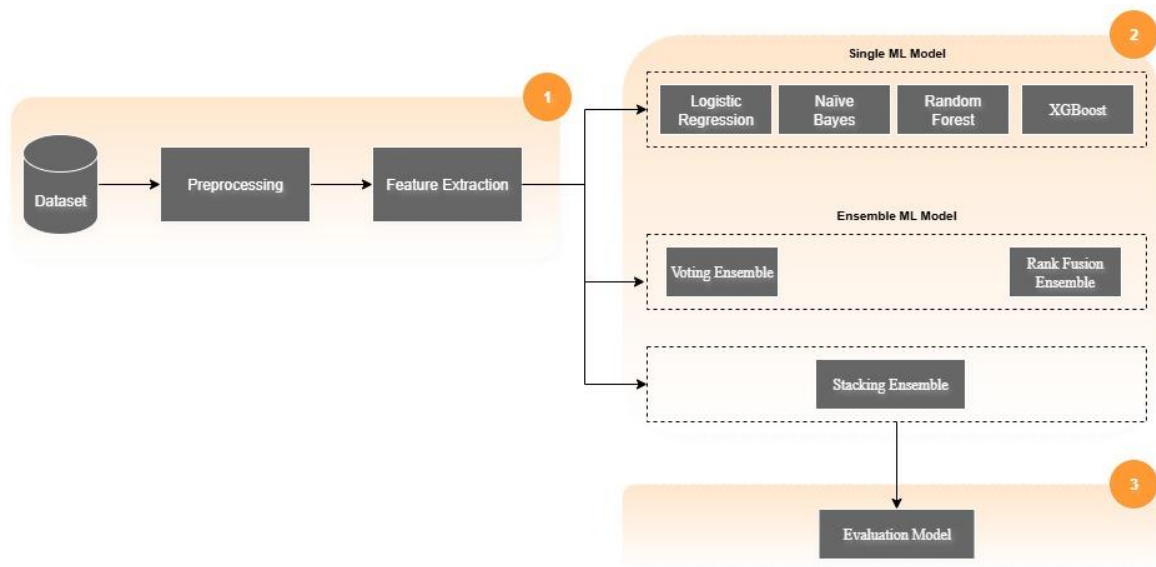 1
2
Dataset
Preprocessing
Feature Extraction
Single ML Model
Logistic
Regression
Naïve
Bayes
Random
Forest
XGBoost
Ensemble ML Model
Voting Ensemble
Rank Fusion
Ensemble
Stacking Ensemble
3
Evaluation Model